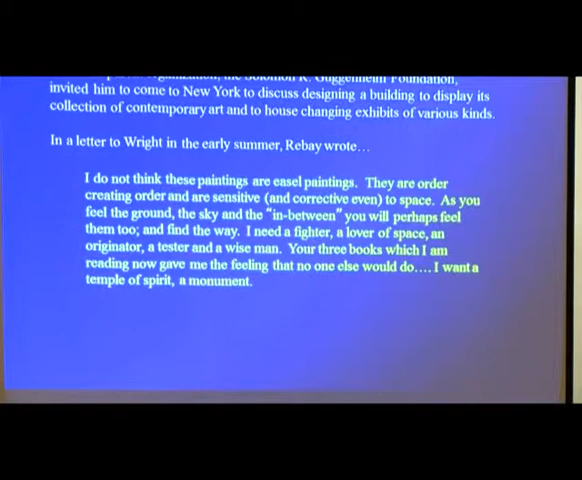 organization, the Solomon R. Guggenheim Foundation,
invited him to come to New York to discuss designing a building to display its
collection of contemporary art and to house changing exhibits of various kinds.
In a letter to Wright in the early summer, Rebay wrote…
I do not think these paintings are easel paintings. They are order
creating order and are sensitive (and corrective even) to space. As you
feel the ground, the sky and the "in-between" you will perhaps feel
them too; and find the way. I need a fighter, a lover of space, an
originator, a tester and a wise man. Your three books which I am
reading now gave me the feeling that no one else would do…. I want a
temple of spirit, a monument.